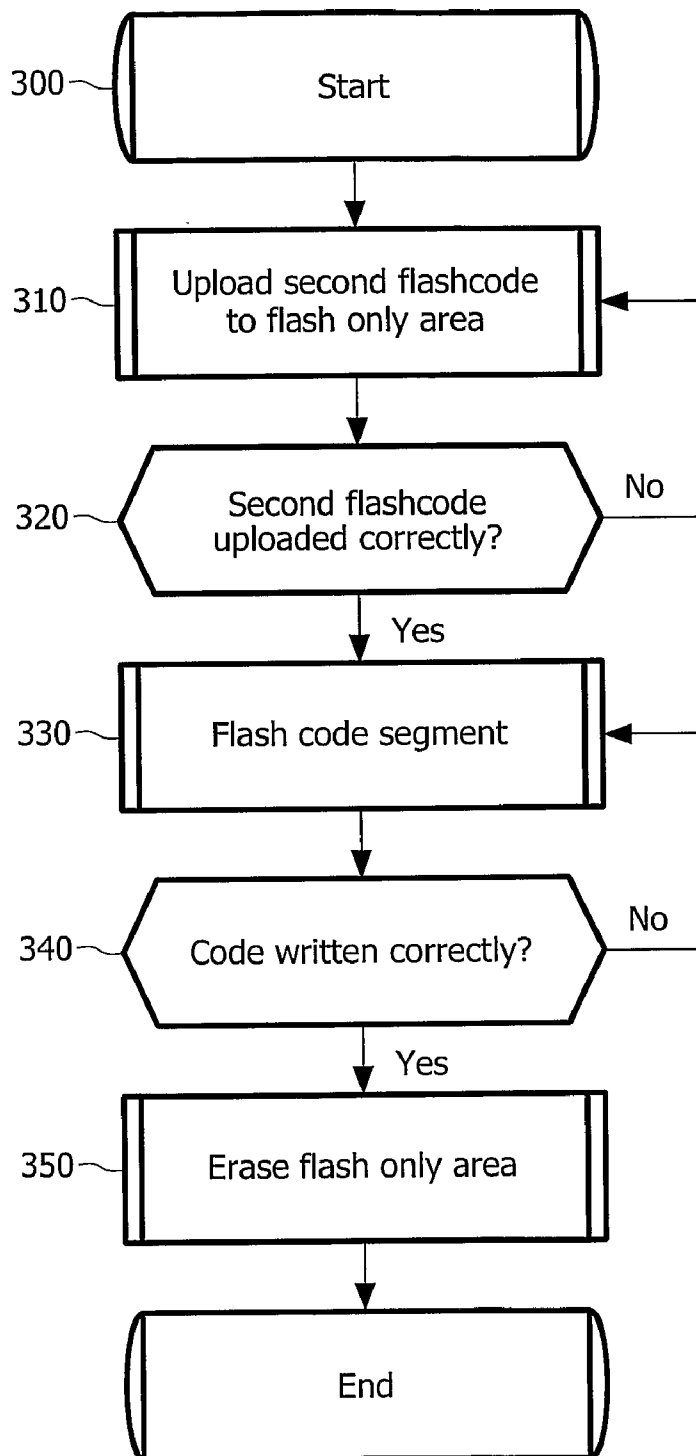 300
Start
310
Upload second flashcode
to flash only area
320
Second flashcode
uploaded correctly?
No
Yes
330
Flash code segment
340
Code written correctly?
No
Yes
350
Erase flash only area
End